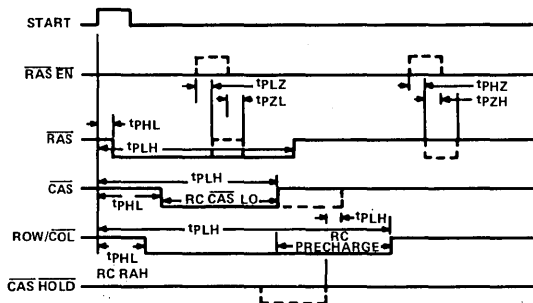 START
RAS EN
tPLZ
tPZL
tPHZ
tPZH
tPHL
RAS
tPLH
tPLH
CAS
tPHL
RC CAS LO
tPLH
tPLH
ROW/COL
RC
PRECHARGE
tPHL
RC RAH
CAS HOLD